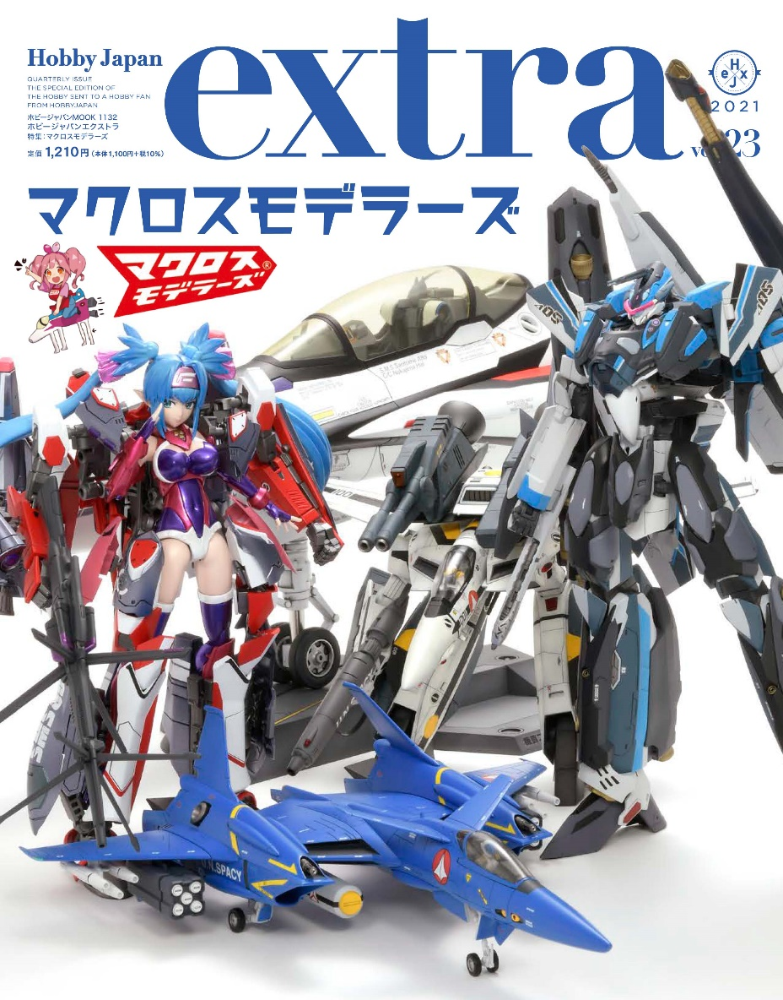 extra
Hobby Japan
QUARTERLY ISSUE
THE SPECIAL EDITION OF
THE HOBBY SENT TO A HOBBY FAN
FROM HOBBYJAPAN
ホビージャパンMOOK 1132
ホビージャパンエクストラ
特集:マクロスモデラーズ
定価 1,210円(本体1,100円+税10%)
H
e x
J
2021
23
マクロスモデラーズ
マクロス®
モデラーズ
S.M.S
AOS
AOS
U.N.SPACY